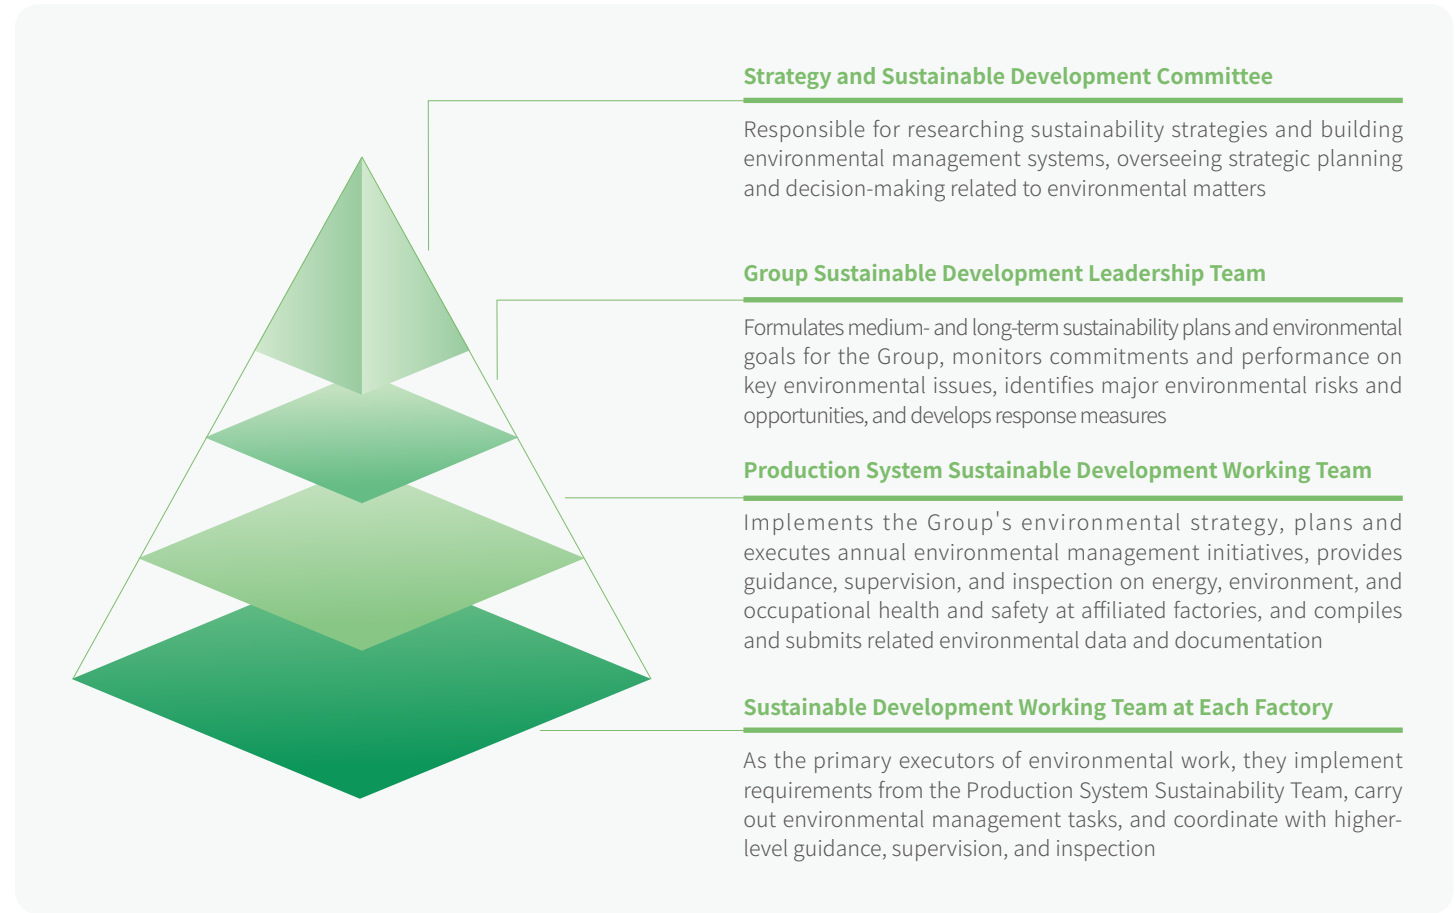 Strategy and Sustainable Development Committee
Responsible for researching sustainability strategies and building
environmental management systems, overseeing strategic planning
and decision-making related to environmental matters
Group Sustainable Development Leadership Team
Formulates medium- and long-term sustainability plans and environmental
goals for the Group, monitors commitments and performance on
key environmental issues, identifies major environmental risks and
opportunities, and develops response measures
Production System Sustainable Development Working Team
Implements the Group's environmental strategy, plans and
executes annual environmental management initiatives, provides
guidance, supervision, and inspection on energy, environment, and
occupational health and safety at affiliated factories, and compiles
and submits related environmental data and documentation
Sustainable Development Working Team at Each Factory
As the primary executors of environmental work, they implement
requirements from the Production System Sustainability Team, carry
out environmental management tasks, and coordinate with higher-
level guidance, supervision, and inspection